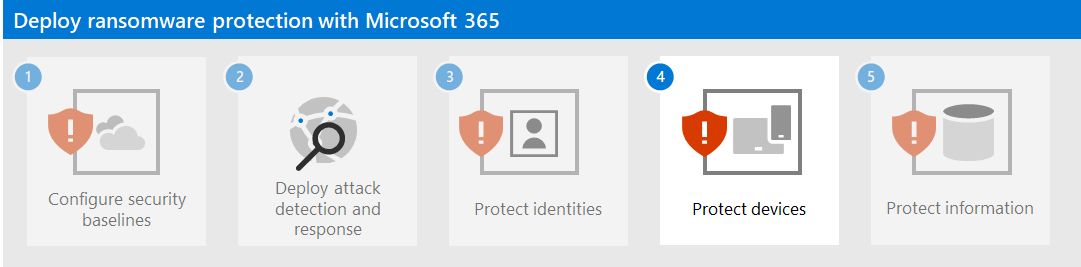 Deploy ransomware protection with Microsoft 365
1
2
3
4
5
Configure security
baselines
Deploy attack
detection and
response
Protect identities
Protect devices
Protect information